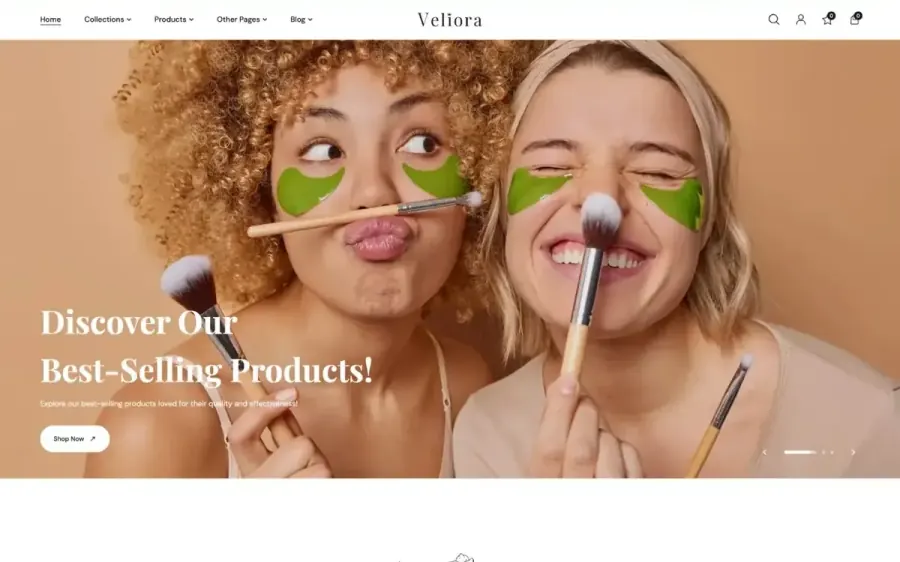 Home Collections Products Other Pages Blog Veliora 0 0
Discover Our
Best-Selling Products!
Explore our best-selling products loved for their quality and effectiveness!
Shop Now